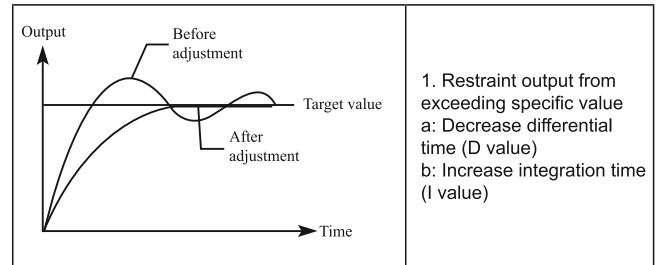 Output
Before
adjustment
Target value
After
adjustment
Time
1. Restraint output from
exceeding specific value
a: Decrease differential
time (D value)
b: Increase integration time
(I value)